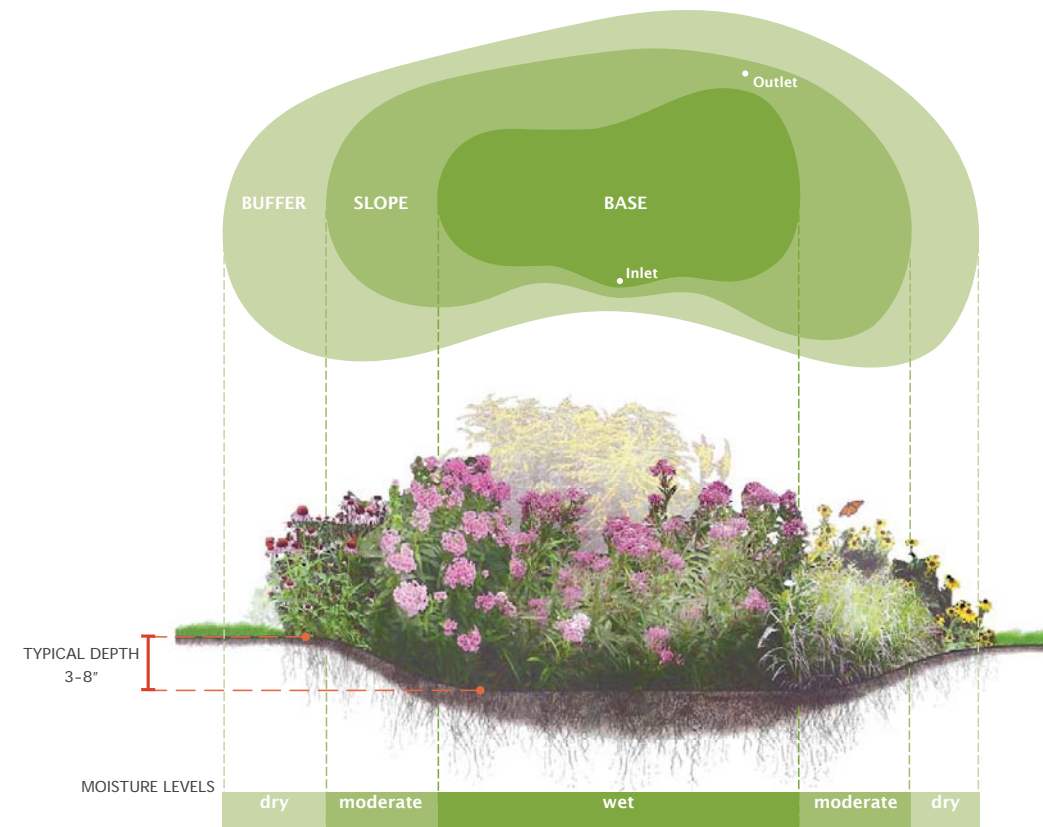 Outlet
BUFFER SLOPE BASE
Inlet
TYPICAL DEPTH
3-8"
MOISTURE LEVELS
dry moderate wet moderate dry